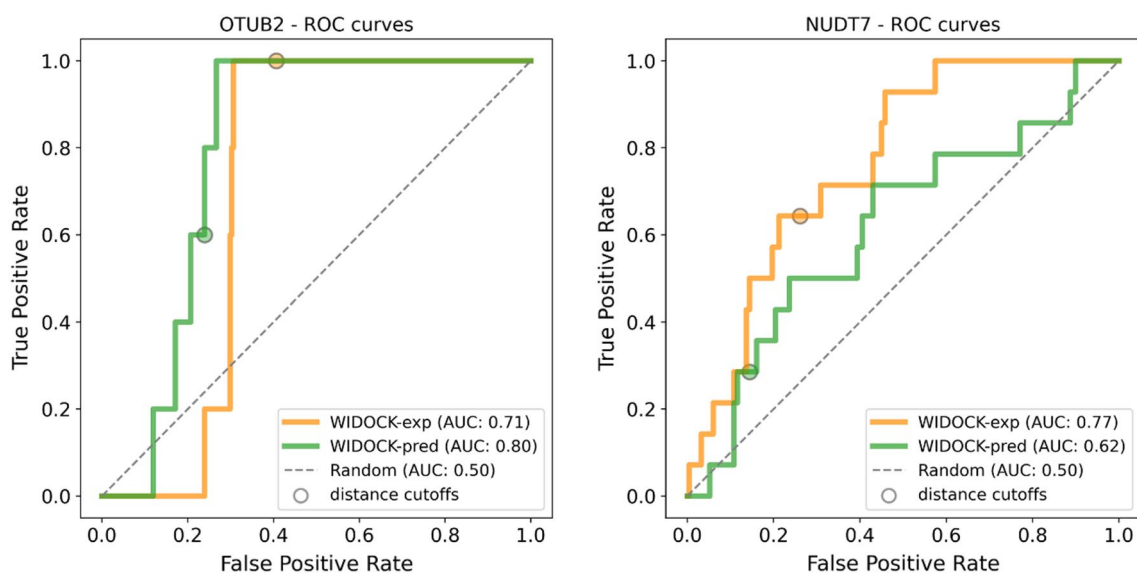 OTUB2 - ROC curves
1.0
0.8
0.6
0.4
0.2
0.0
True Positive Rate
0.0 0.2 0.4 0.6 0.8 1.0
False Positive Rate
WIDOCK-exp (AUC: 0.71)
WIDOCK-pred (AUC: 0.80)
Random (AUC: 0.50)
distance cutoffs
NUDT7 - ROC curves
1.0
0.8
0.6
0.4
0.2
0.0
True Positive Rate
0.0 0.2 0.4 0.6 0.8 1.0
False Positive Rate
WIDOCK-exp (AUC: 0.77)
WIDOCK-pred (AUC: 0.62)
Random (AUC: 0.50)
distance cutoffs